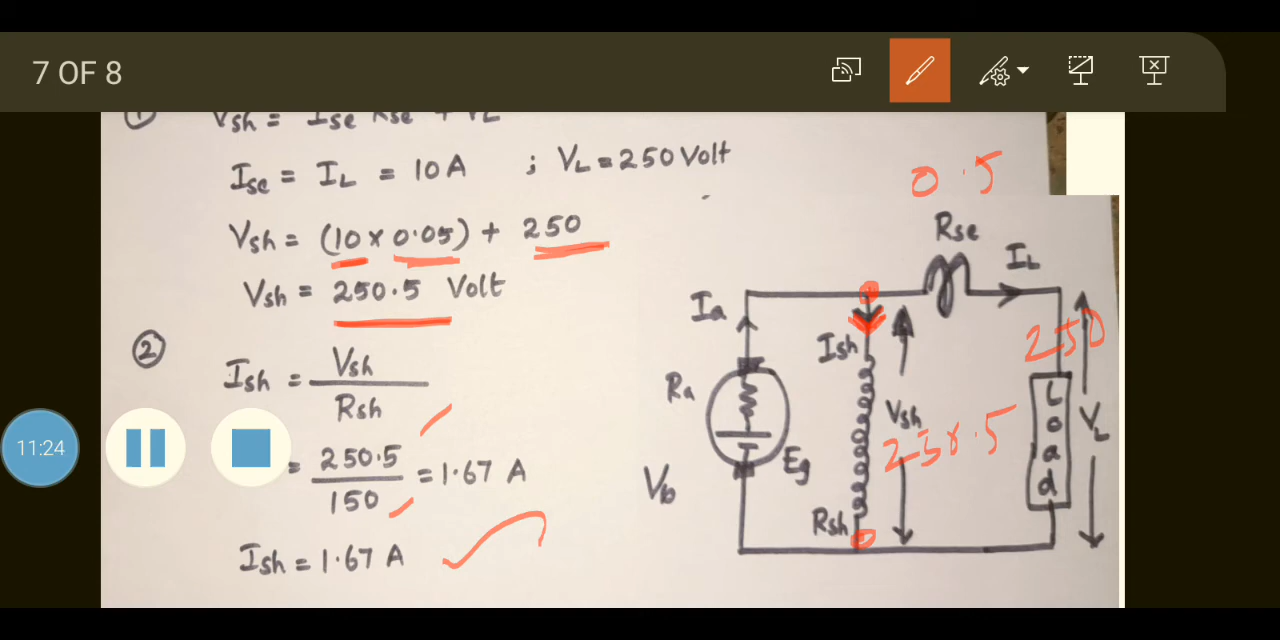 7 OF 8
① Vsh = Ise Rse + VL
Ise = IL = 10 A ; VL = 250 Volt
Vsh = (10 x 0.05) + 250
Vsh = 250.5 Volt
②
Ish = Vsh
Rsh
= 250.5
150
= 1.67 A
Ish = 1.67 A
11:24
0.5
Rse
IL
Ia
Ish
Ra
Vsh
250
Load
VL
Eg
Vb
Rsh